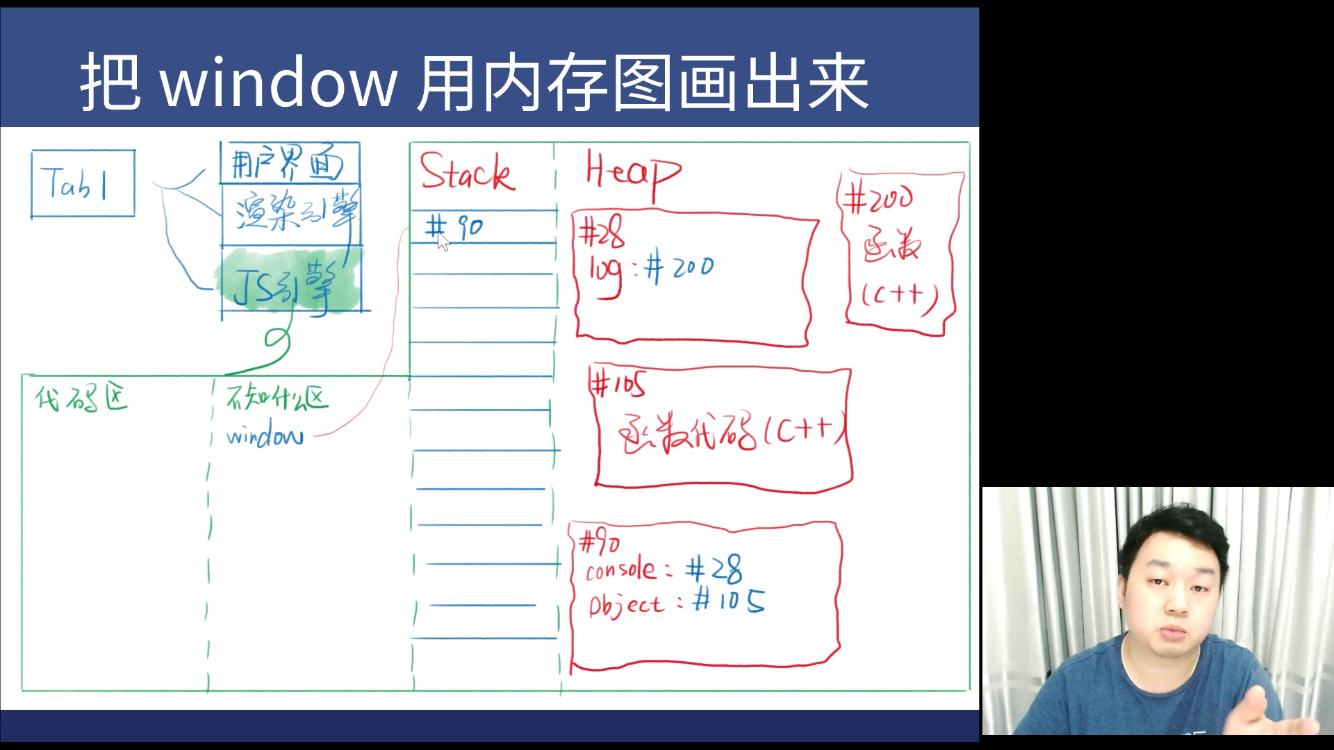 把 window 用内存图画出来
Tab1
用户界面
渲染引擎
JS引擎
代码区
不知什么区
window
Stack
#90
Heap
#28
log:#200
#200
函数
(C++)
#105
函数代码(C++)
#90
console:#28
Object:#105